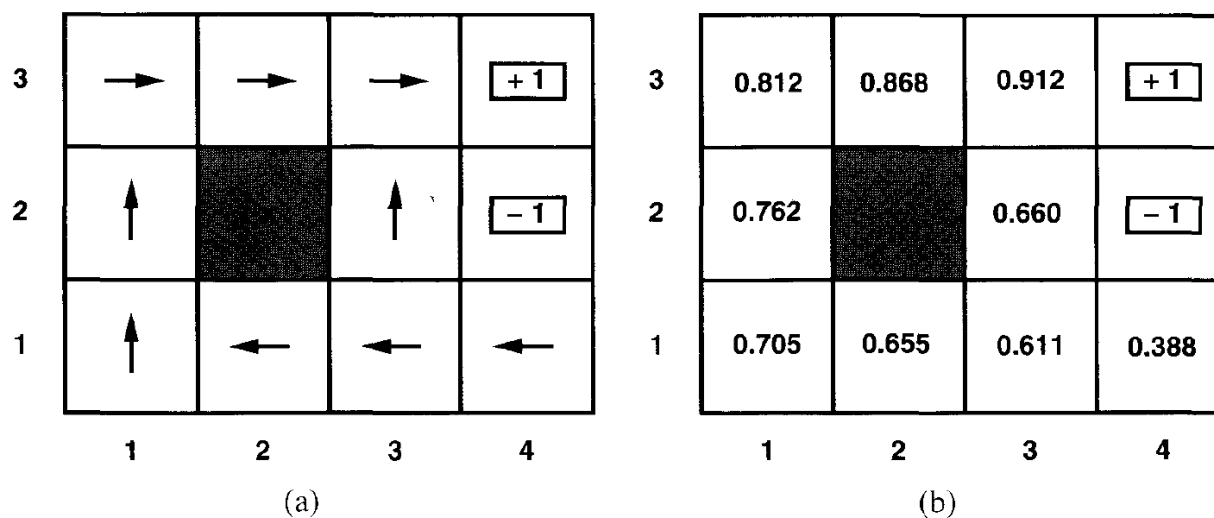 3 + 1
2 - 1
1
1 2 3 4
(a)
3 0.812 0.868 0.912 + 1
2 0.762 0.660 - 1
1 0.705 0.655 0.611 0.388
1 2 3 4
(b)